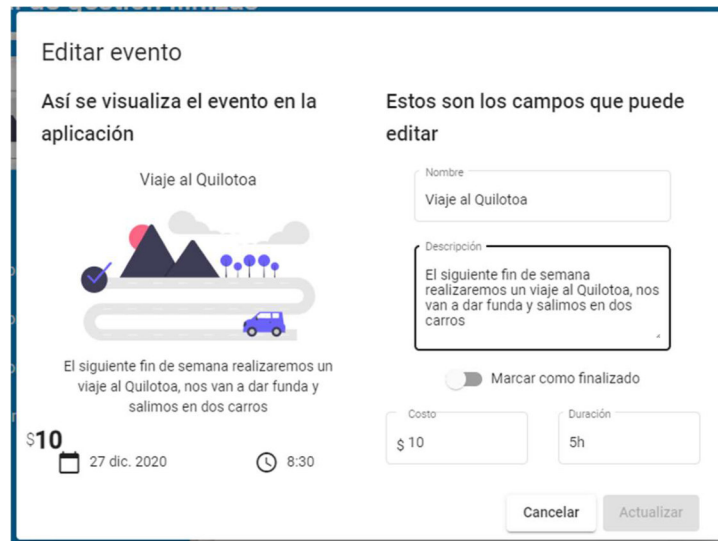 de gestión
Editar evento
Así se visualiza el evento en la
aplicación
Viaje al Quilotoa
El siguiente fin de semana realizaremos un
viaje al Quilotoa, nos van a dar funda y
salimos en dos carros
$10
27 dic. 2020
8:30
Estos son los campos que puede
editar
Nombre
Viaje al Quilotoa
Descripción
El siguiente fin de semana
realizaremos un viaje al Quilotoa, nos
van a dar funda y salimos en dos
carros
Marcar como finalizado
Costo
$ 10
Duración
5h
Cancelar
Actualizar